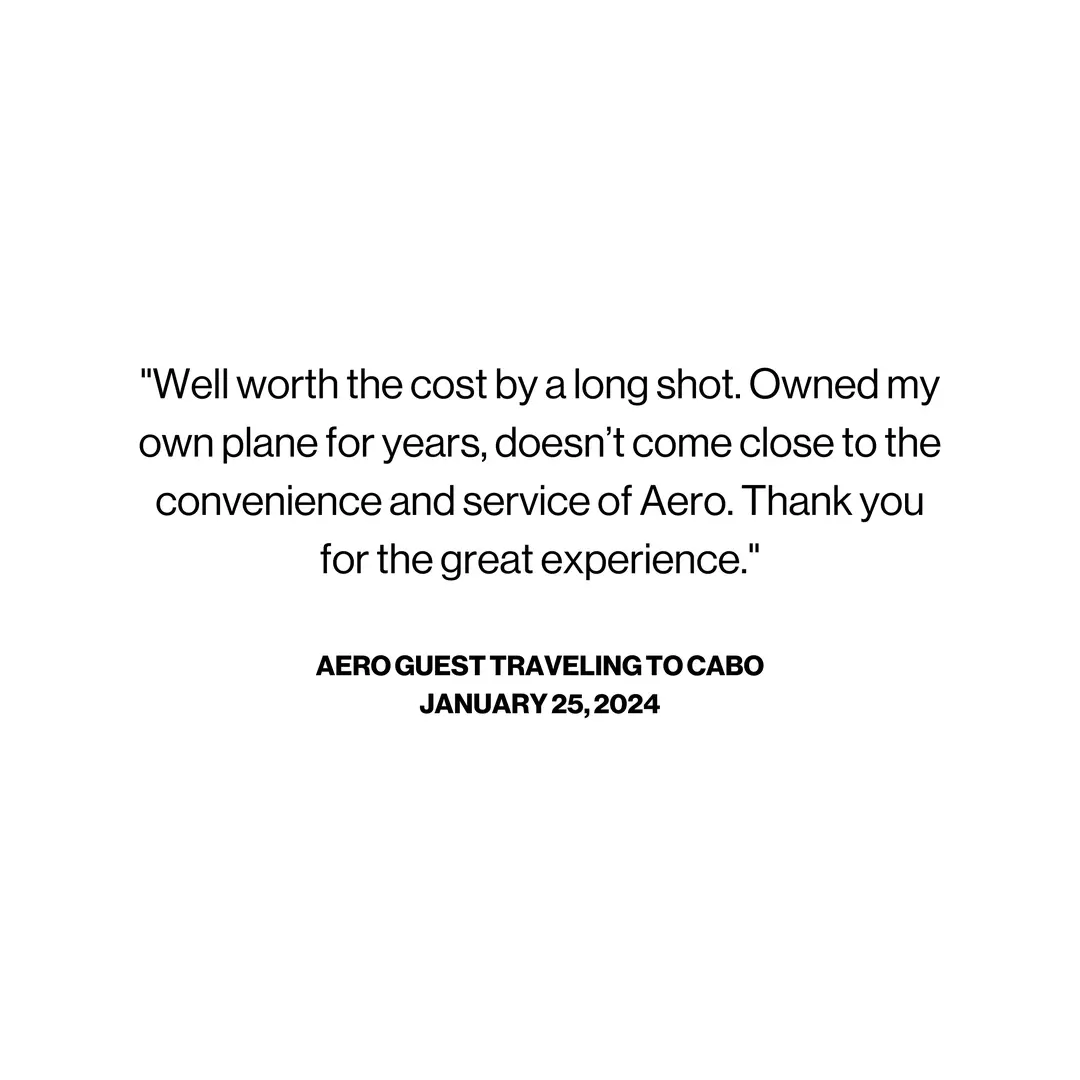 "Well worth the cost by a long shot. Owned my
own plane for years, doesn’t come close to the
convenience and service of Aero. Thank you
for the great experience."
AERO GUEST TRAVELING TO CABO
JANUARY 25, 2024